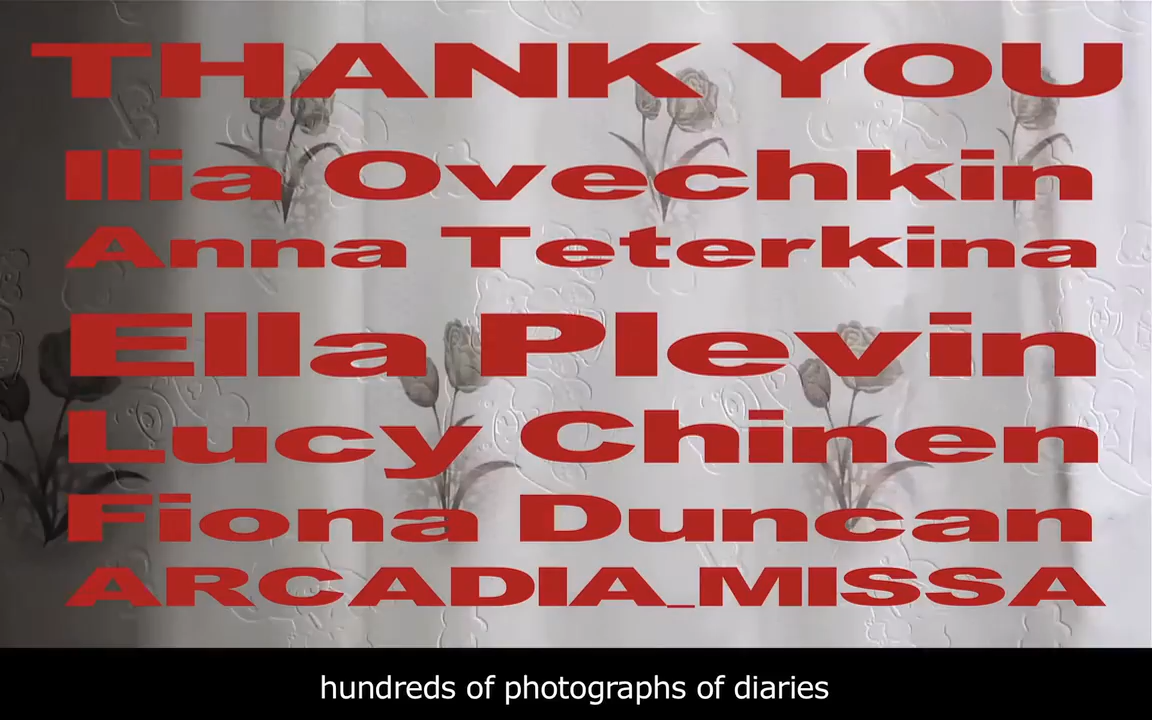 THANK YOU
Ilia Ovechkin
Anna Teterkina
Ella Plevin
Lucy Chinen
Fiona Duncan
ARCADIA_MISSA
hundreds of photographs of diaries